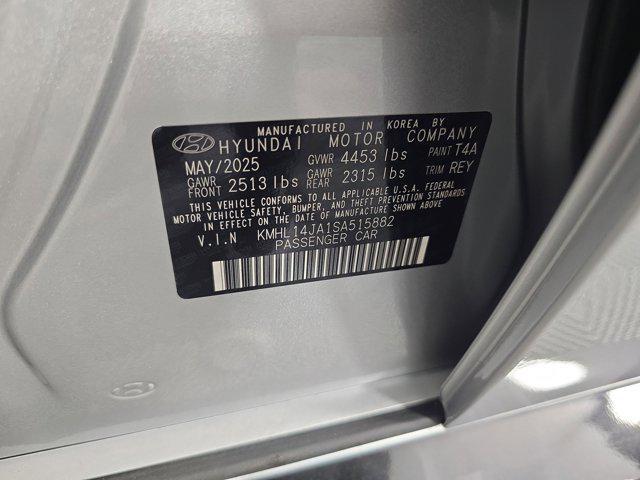 MANUFACTURED IN KOREA BY
HYUNDAI MOTOR COMPANY
MAY/2025 GVWR 4453 lbs PAINT T4A
GAWR FRONT 2513 lbs GAWR REAR 2315 lbs TRIM REY
THIS VEHICLE CONFORMS TO ALL APPLICABLE U.S.A. FEDERAL
MOTOR VEHICLE SAFETY, BUMPER, AND THEFT PREVENTION STANDARDS
IN EFFECT ON THE DATE OF MANUFACTURE SHOWN ABOVE.
V.I.N KMHL14JA1SA515882
PASSENGER CAR